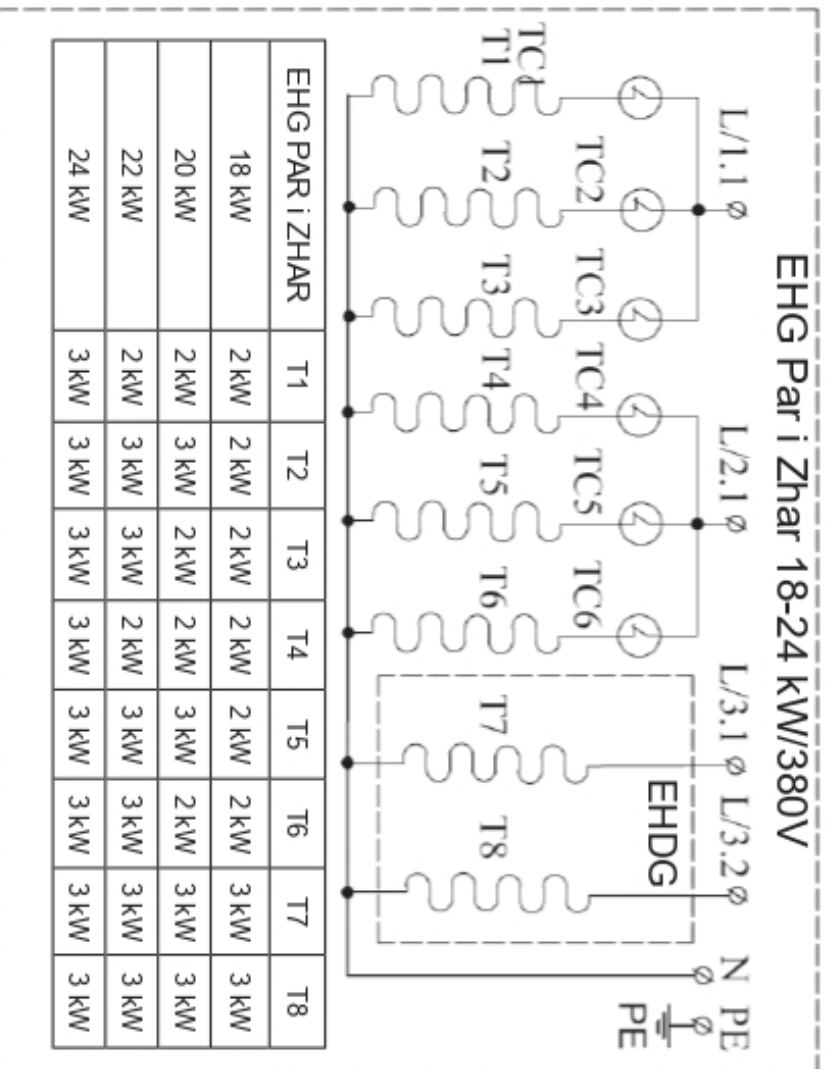 EHG Par i Zhar 18-24 kW/380V
L/1.1 L/2.1 L/3.1 L/3.2 N PE
PE
EHDG
TC1 TC2 TC3 TC4 TC5 TC6
T1 T2 T3 T4 T5 T6 T7 T8
EHG PAR i ZHAR T1 T2 T3 T4 T5 T6 T7 T8
18 kW 2 kW 2 kW 2 kW 2 kW 2 kW 2 kW 3 kW 3 kW
20 kW 2 kW 3 kW 2 kW 2 kW 3 kW 2 kW 3 kW 3 kW
22 kW 2 kW 3 kW 3 kW 2 kW 3 kW 3 kW 3 kW 3 kW
24 kW 3 kW 3 kW 3 kW 3 kW 3 kW 3 kW 3 kW 3 kW